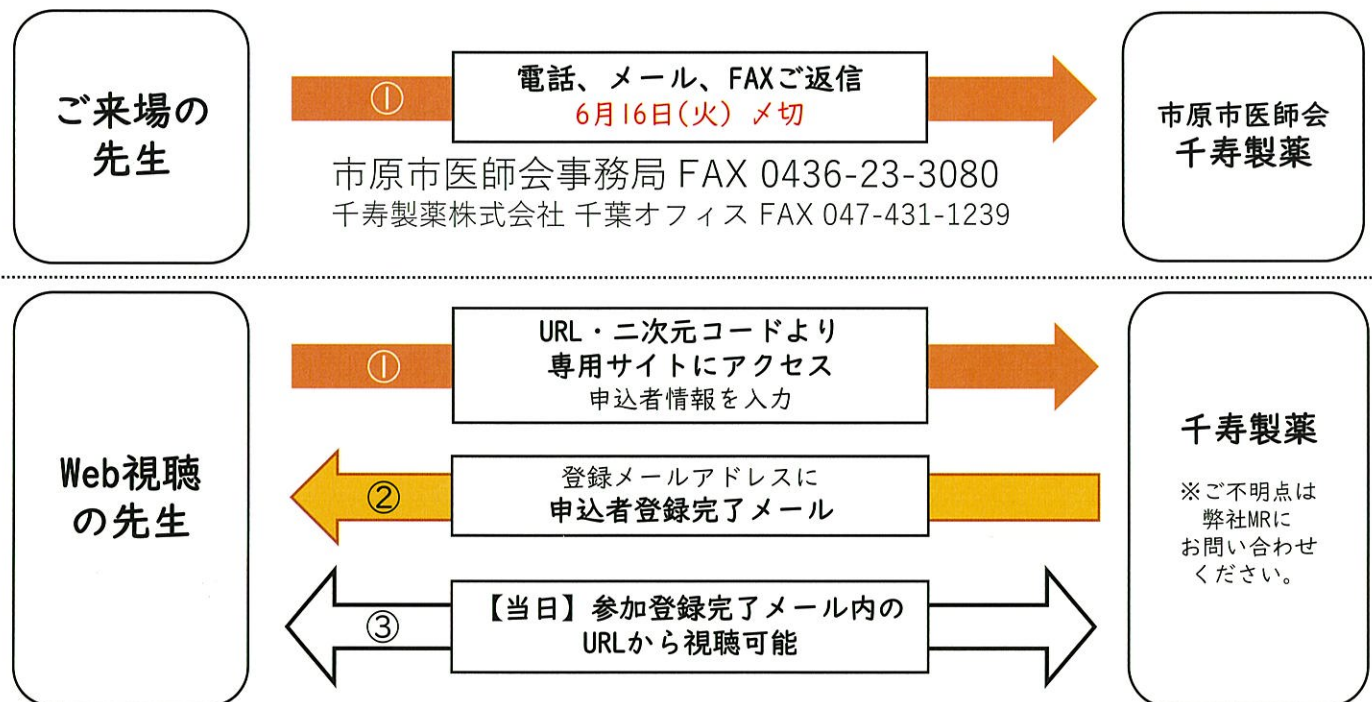 ご来場の
先生
①
電話、メール、FAXご返信
6月16日(火) 〆切
市原市医師会事務局 FAX 0436-23-3080
千寿製薬株式会社 千葉オフィス FAX 047-431-1239
市原市医師会
千寿製薬
Web視聴
の先生
①
URL・二次元コードより
専用サイトにアクセス
申込者情報を入力
②
登録メールアドレスに
申込者登録完了メール
③
【当日】参加登録完了メール内の
URLから視聴可能
千寿製薬
※ご不明点は
弊社MRに
お問い合わせ
ください。